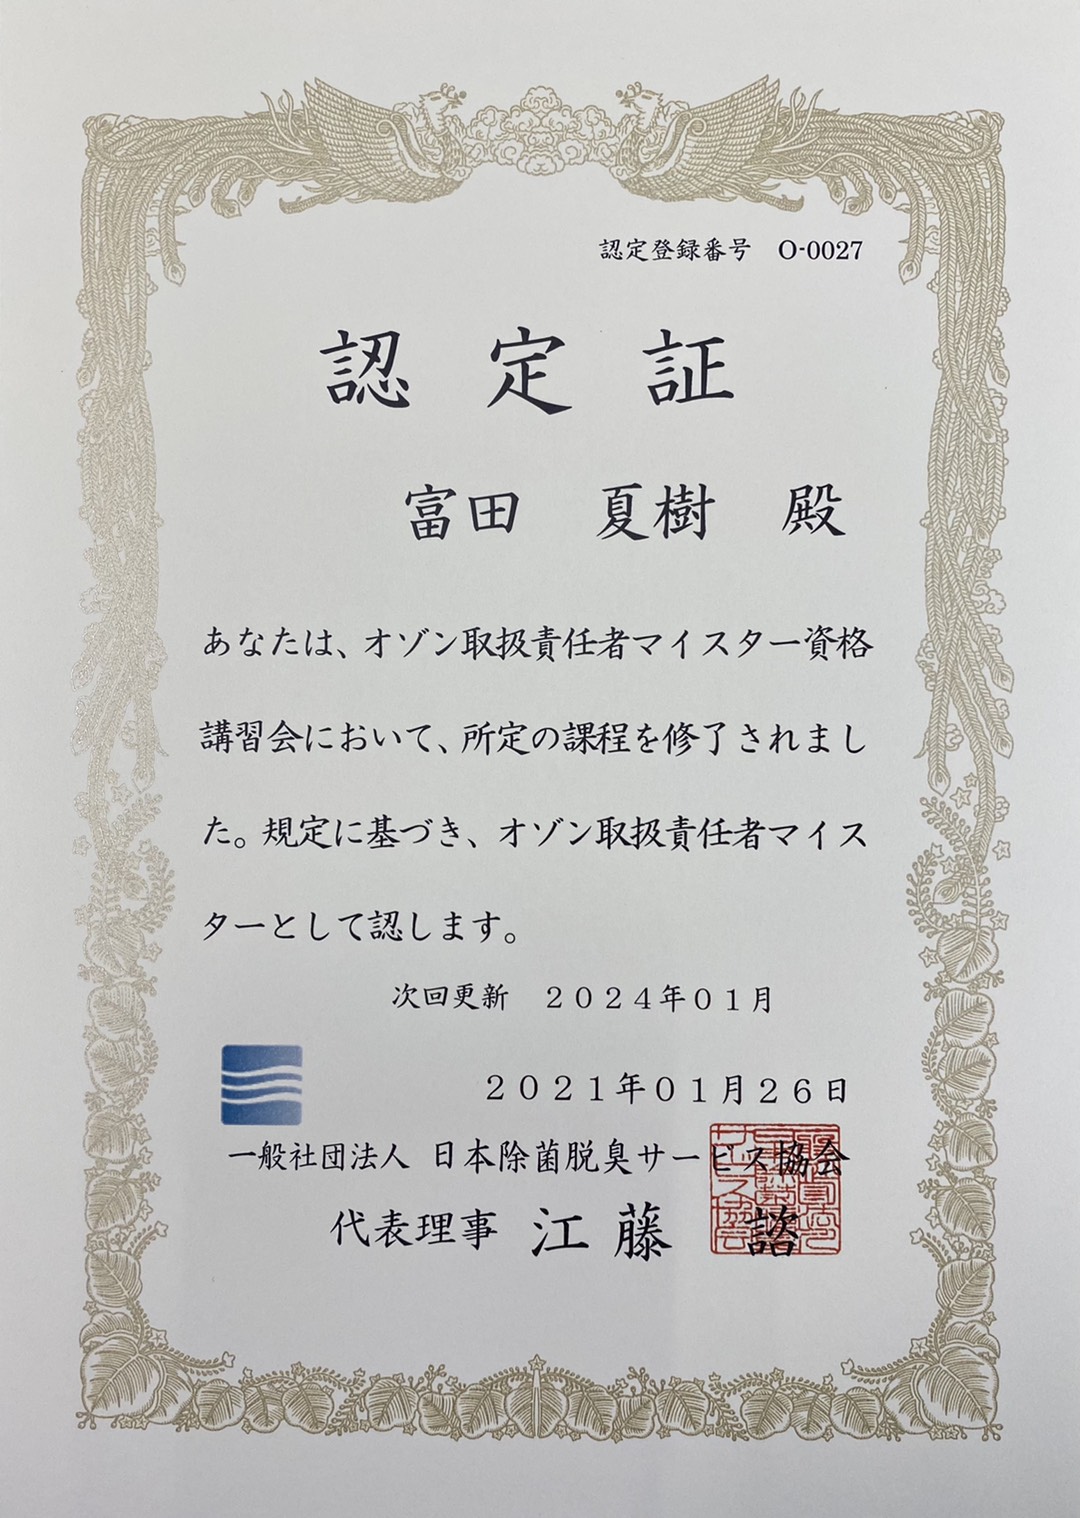 認定登録番号　O-0027
認　定　証
富田　夏樹　殿
あなたは、オゾン取扱責任者マイスター資格
講習会において、所定の課程を修了されまし
た。規定に基づき、オゾン取扱責任者マイス
ターとして認します。
次回更新　２０２４年０１月
２０２１年０１月２６日
一般社団法人 日本除菌脱臭サービス協会
代表理事 江藤　諮